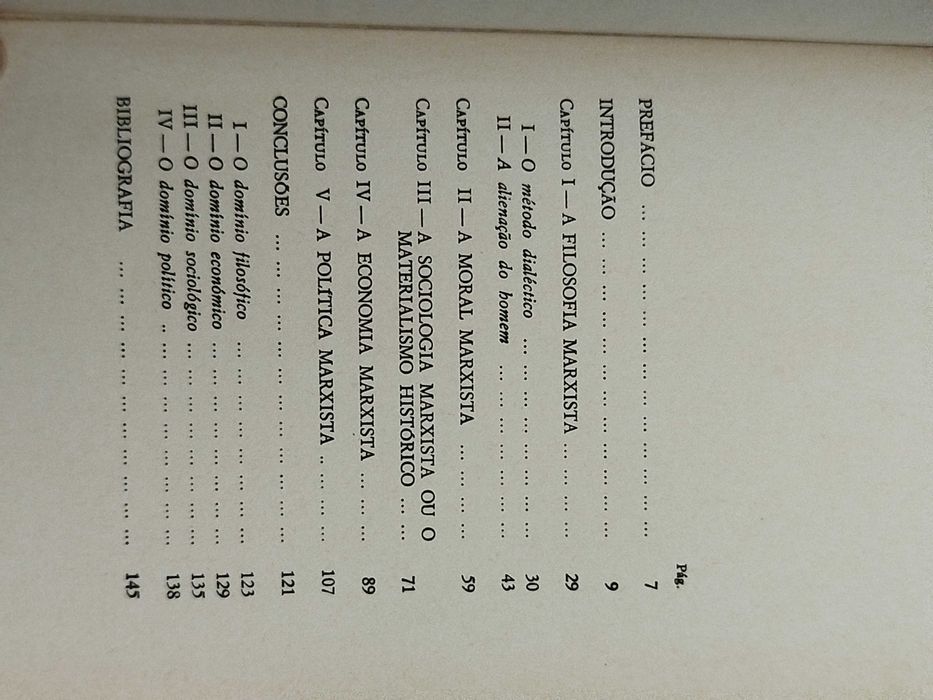 Pág.
PREFÁCIO ... ... ... ... ... ... ... ... ... ... ... 7
INTRODUÇÃO ... ... ... ... ... ... ... ... ... ... 9
CAPÍTULO I — A FILOSOFIA MARXISTA ... ... ... 29
I — O método dialéctico ... ... ... ... ... ... 30
II — A alienação do homem ... ... ... ... ... ... 43
CAPÍTULO II — A MORAL MARXISTA ... ... ... ... 59
CAPÍTULO III — A SOCIOLOGIA MARXISTA OU O
MATERIALISMO HISTÓRICO ... ... 71
CAPÍTULO IV — A ECONOMIA MARXISTA ... ... ... 89
CAPÍTULO V — A POLÍTICA MARXISTA .. ... ... ... 107
CONCLUSÕES ... ... ... ... ... ... ... ... ... ... 121
I — O domínio filosófico ... ... ... ... ... ... 123
II — O domínio económico ... ... ... ... ... ... 129
III — O domínio sociológico ... ... ... ... ... ... 135
IV — O domínio político .. ... ... ... ... ... ... 138
BIBLIOGRAFIA ... ... ... ... ... ... ... ... ... ... 145